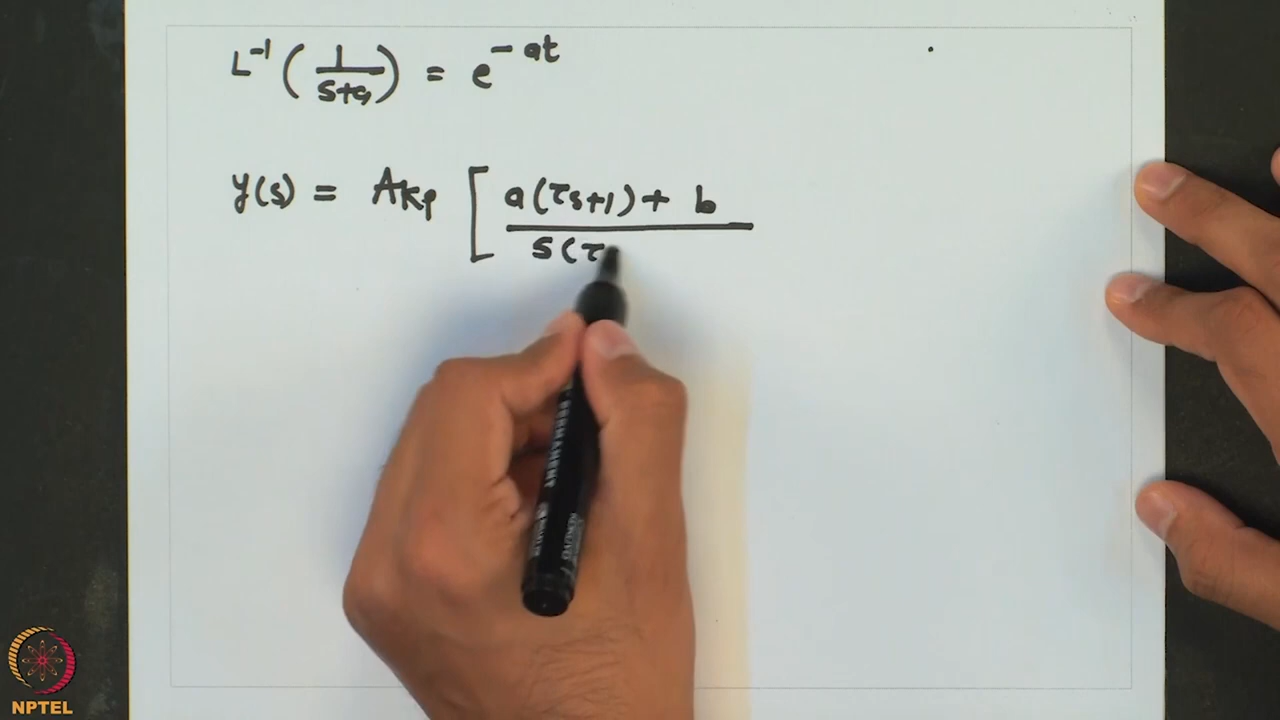 L⁻¹ ( 1/(s+a) ) = e^(-at)
y(s) = AKp [ a(τs+1) + b / s(τ
NPTEL